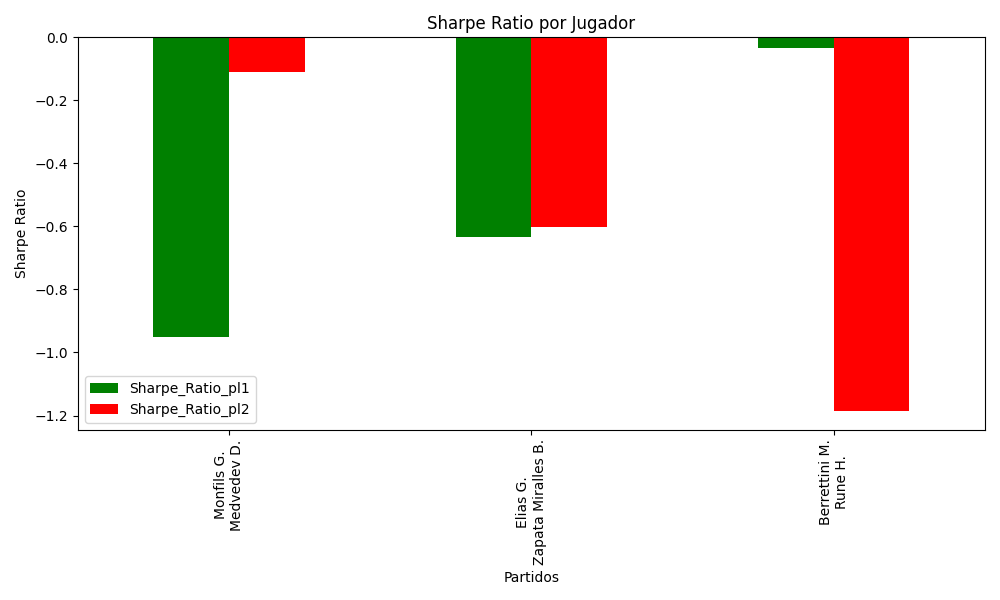 Sharpe Ratio por Jugador
Sharpe Ratio
0.0
−0.2
−0.4
−0.6
−0.8
−1.0
−1.2
Sharpe_Ratio_pl1
Sharpe_Ratio_pl2
Monfils G.
Medvedev D.
Elias G.
Zapata Miralles B.
Berrettini M.
Rune H.
Partidos